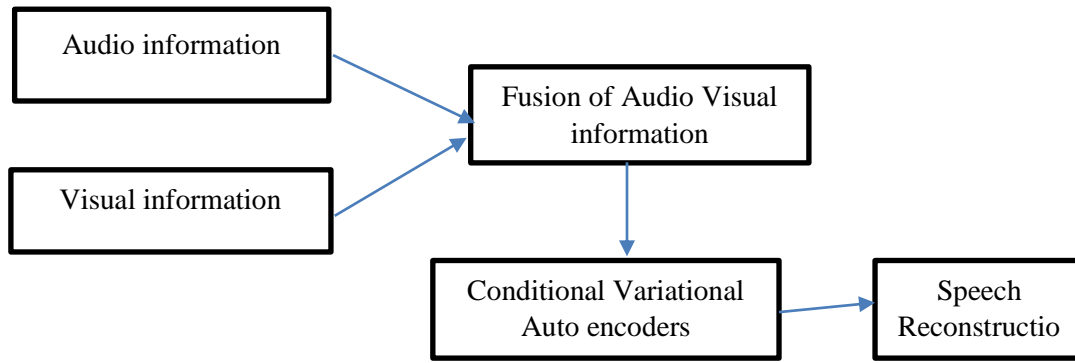 Audio information
Visual information
Fusion of Audio Visual
information
Conditional Variational
Auto encoders
Speech
Reconstructio